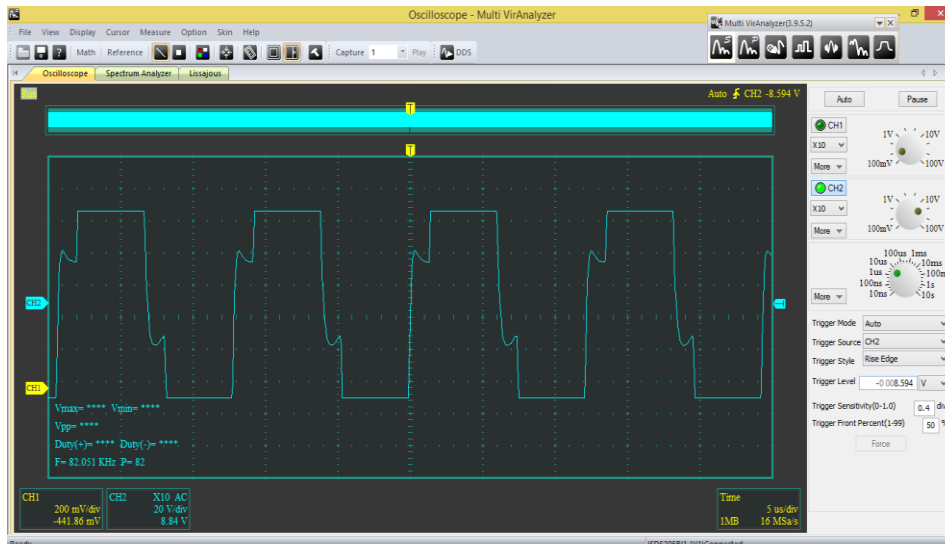 Oscilloscope - Multi VirAnalyzer
Multi VirAnalyzer(3.9.5.2)
File View Display Cursor Measure Option Skin Help
Math Reference Capture 1 Play DDS
Oscilloscope Spectrum Analyzer Lissajous
Run
Auto CH2 -8.594 V
T
T
CH2
CH1
Vmax= **** Vmin= ****
Vpp= ****
Duty(+)= **** Duty(-)= ****
F= 82.051 KHz P= 82
CH1
200 mV/div
-441.86 mV
CH2 X10 AC
20 V/div
8.84 V
Time
5 us/div
1MB 16 MSa/s
Auto Pause
CH1
X10
More
1V 10V
100mV 100V
CH2
X10
More
1V 10V
100mV 100V
100us 1ms
10us 10ms
1us 100m
100ns 1s
10ns 10s
More
Trigger Mode Auto
Trigger Source CH2
Trigger Style Rise Edge
Trigger Level -0 008.594 V
Trigger Sensitivity(0-1.0) 0.4 div
Trigger Front Percent(1-99) 50 %
Force
Ready